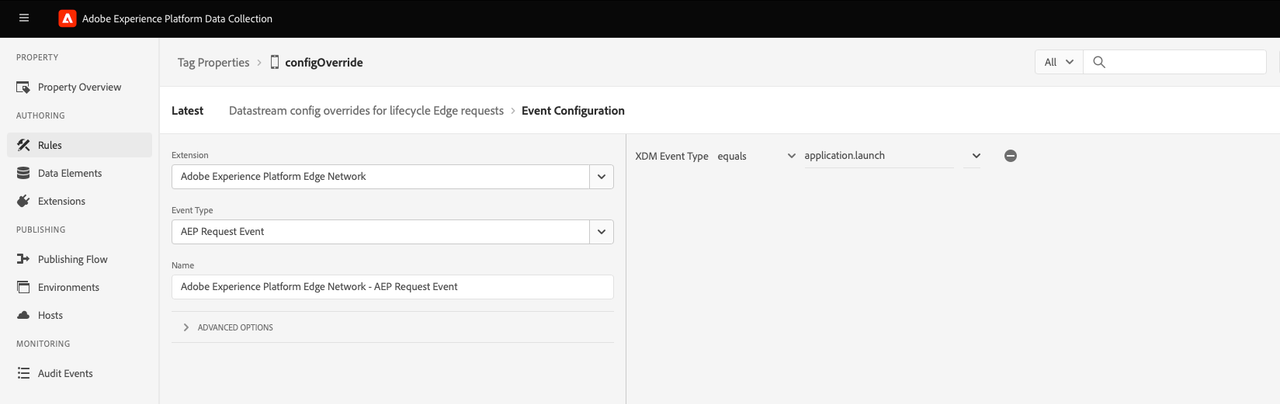 Adobe Experience Platform Data Collection
PROPERTY
Property Overview
AUTHORING
Rules
Data Elements
Extensions
PUBLISHING
Publishing Flow
Environments
Hosts
MONITORING
Audit Events
Tag Properties > configOverride
All
Latest Datastream config overrides for lifecycle Edge requests > Event Configuration
Extension
Adobe Experience Platform Edge Network
Event Type
AEP Request Event
Name
Adobe Experience Platform Edge Network - AEP Request Event
ADVANCED OPTIONS
XDM Event Type equals application.launch